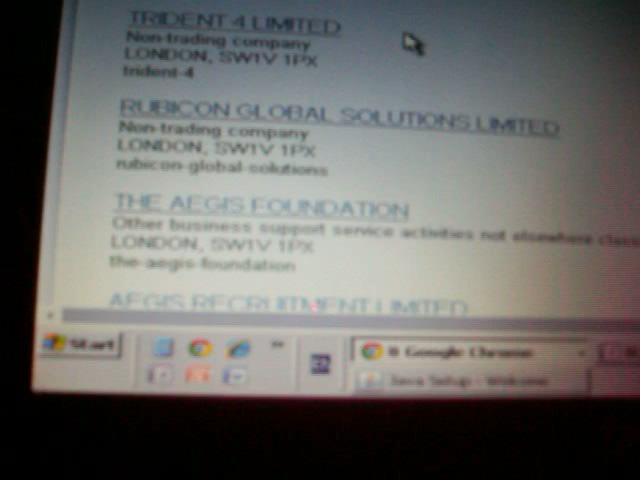 TRIDENT 4 LIMITED
Non-trading company
LONDON, SW1V 1PX
trident-4
RUBICON GLOBAL SOLUTIONS LIMITED
Non-trading company
LONDON, SW1V 1PX
rubicon-global-solutions
THE AEGIS FOUNDATION
Other business support service activities not elsewhere
LONDON, SW1V 1PX
the-aegis-foundation
AEGIS RECRUITMENT LIMITED
Start
8 Google Chrome
Java Setup - Welcome